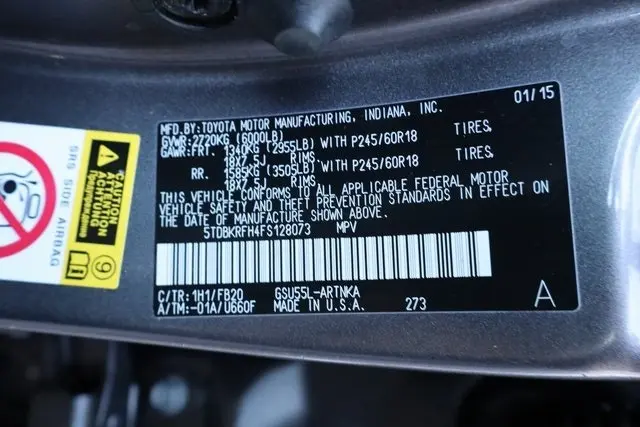 MFD.BY:TOYOTA MOTOR MANUFACTURING, INDIANA, INC. 01/15
GVWR:2720KG (6000LB)
GAWR:FRT. 1340KG (2955LB) WITH P245/60R18 TIRES,
18X7.5J RIMS
RR. 1585KG (3505LB) WITH P245/60R18 TIRES,
18X7.5J RIMS
THIS VEHICLE CONFORMS TO ALL APPLICABLE FEDERAL MOTOR
VEHICLE SAFETY AND THEFT PREVENTION STANDARDS IN EFFECT ON
THE DATE OF MANUFACTURE SHOWN ABOVE.
5TDBKRFH4FS128073 MPV
C/TR: 1H1/FB20 GSU55L-ARTNKA
A/TM:-01A/U660F MADE IN U.S.A. 273 A
SRS SIDE AIRBAG
CAUTION
ACHTUNG
9